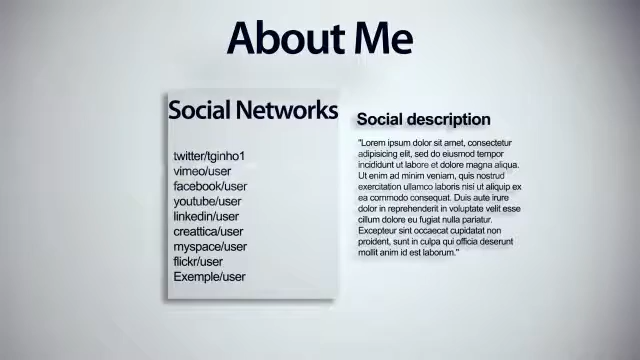 About Me
Social Networks
twitter/tginho1
vimeo/user
facebook/user
youtube/user
linkedin/user
creattica/user
myspace/user
flickr/user
Exemple/user
Social description
"Lorem ipsum dolor sit amet, consectetur
adipisicing elit, sed do eiusmod tempor
incididunt ut labore et dolore magna aliqua.
Ut enim ad minim veniam, quis nostrud
exercitation ullamco laboris nisi ut aliquip ex
ea commodo consequat. Duis aute irure
dolor in reprehenderit in voluptate velit esse
cillum dolore eu fugiat nulla pariatur.
Excepteur sint occaecat cupidatat non
proident, sunt in culpa qui officia deserunt
mollit anim id est laborum."